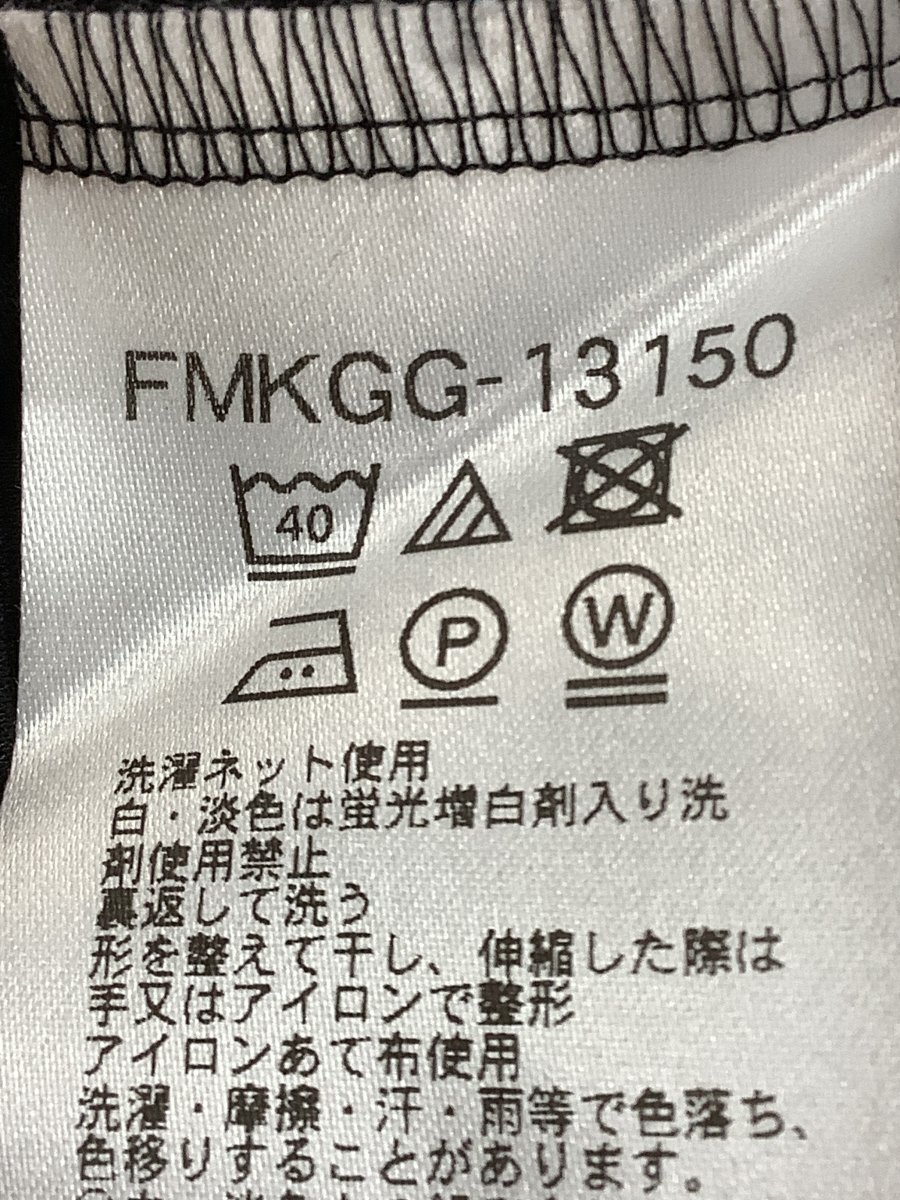 FMKGG-13150
40
P W
洗濯ネット使用
白・淡色は蛍光増白剤入り洗
剤使用禁止
裏返して洗う
形を整えて干し、伸縮した際は
手又はアイロンで整形
アイロンあて布使用
洗濯・摩擦・汗・雨等で色落ち、
色移りすることがあります。